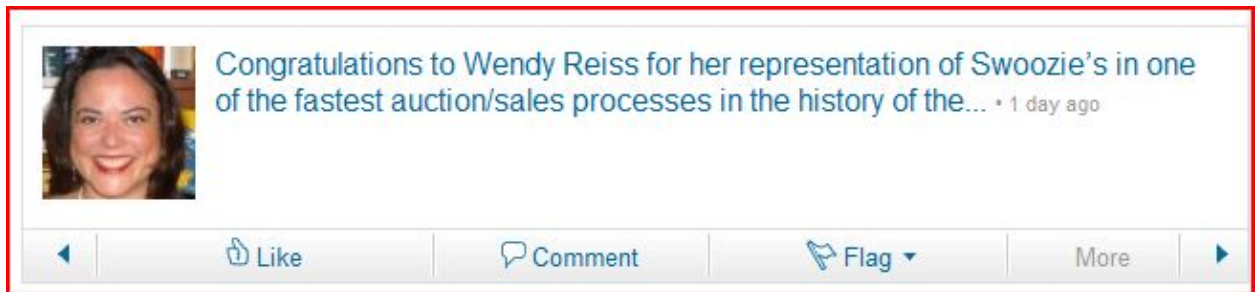 Congratulations to Wendy Reiss for her representation of Swoozie's in one
of the fastest auction/sales processes in the history of the... • 1 day ago
Like Comment Flag More